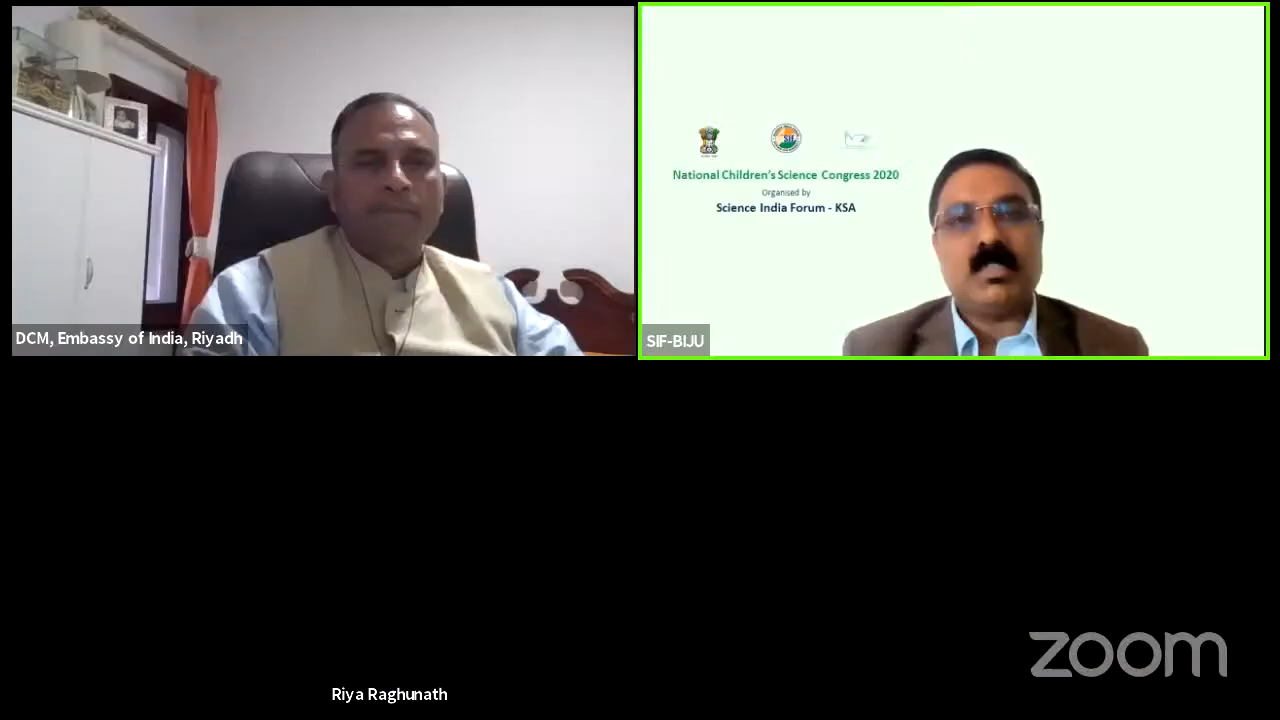 DCM, Embassy of India, Riyadh
SIF
National Children's Science Congress 2020
Organised by
Science India Forum - KSA
SIF-BIJU
Riya Raghunath
zoom